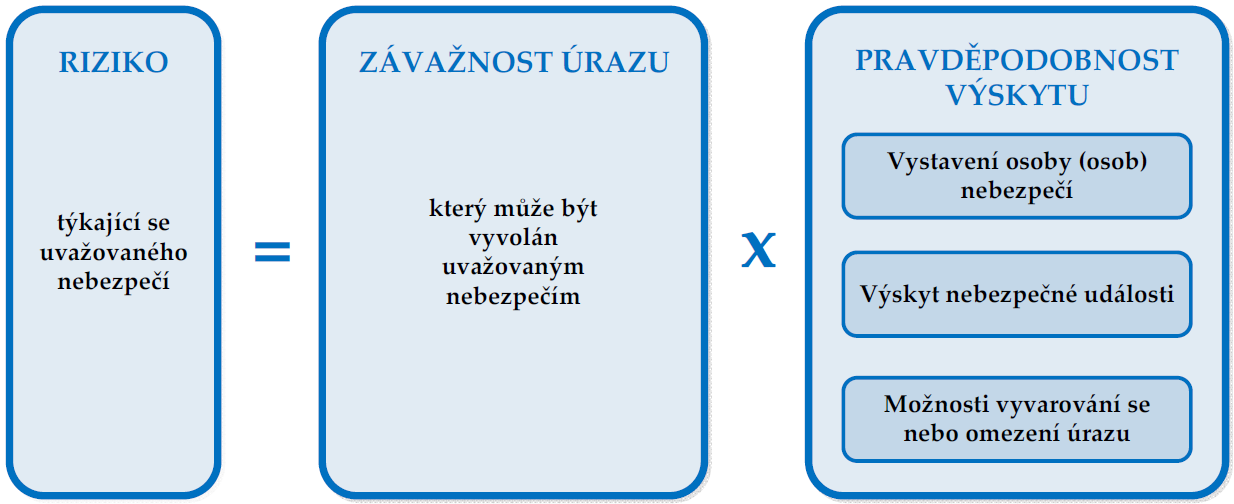 RIZIKO
týkající se
uvažovaného
nebezpečí
=
ZÁVAŽNOST ÚRAZU
který může být
vyvolán
uvažovaným
nebezpečím
x
PRAVDĚPODOBNOST
VÝSKYTU
Vystavení osoby (osob)
nebezpečí
Výskyt nebezpečné události
Možnosti vyvarování se
nebo omezení úrazu